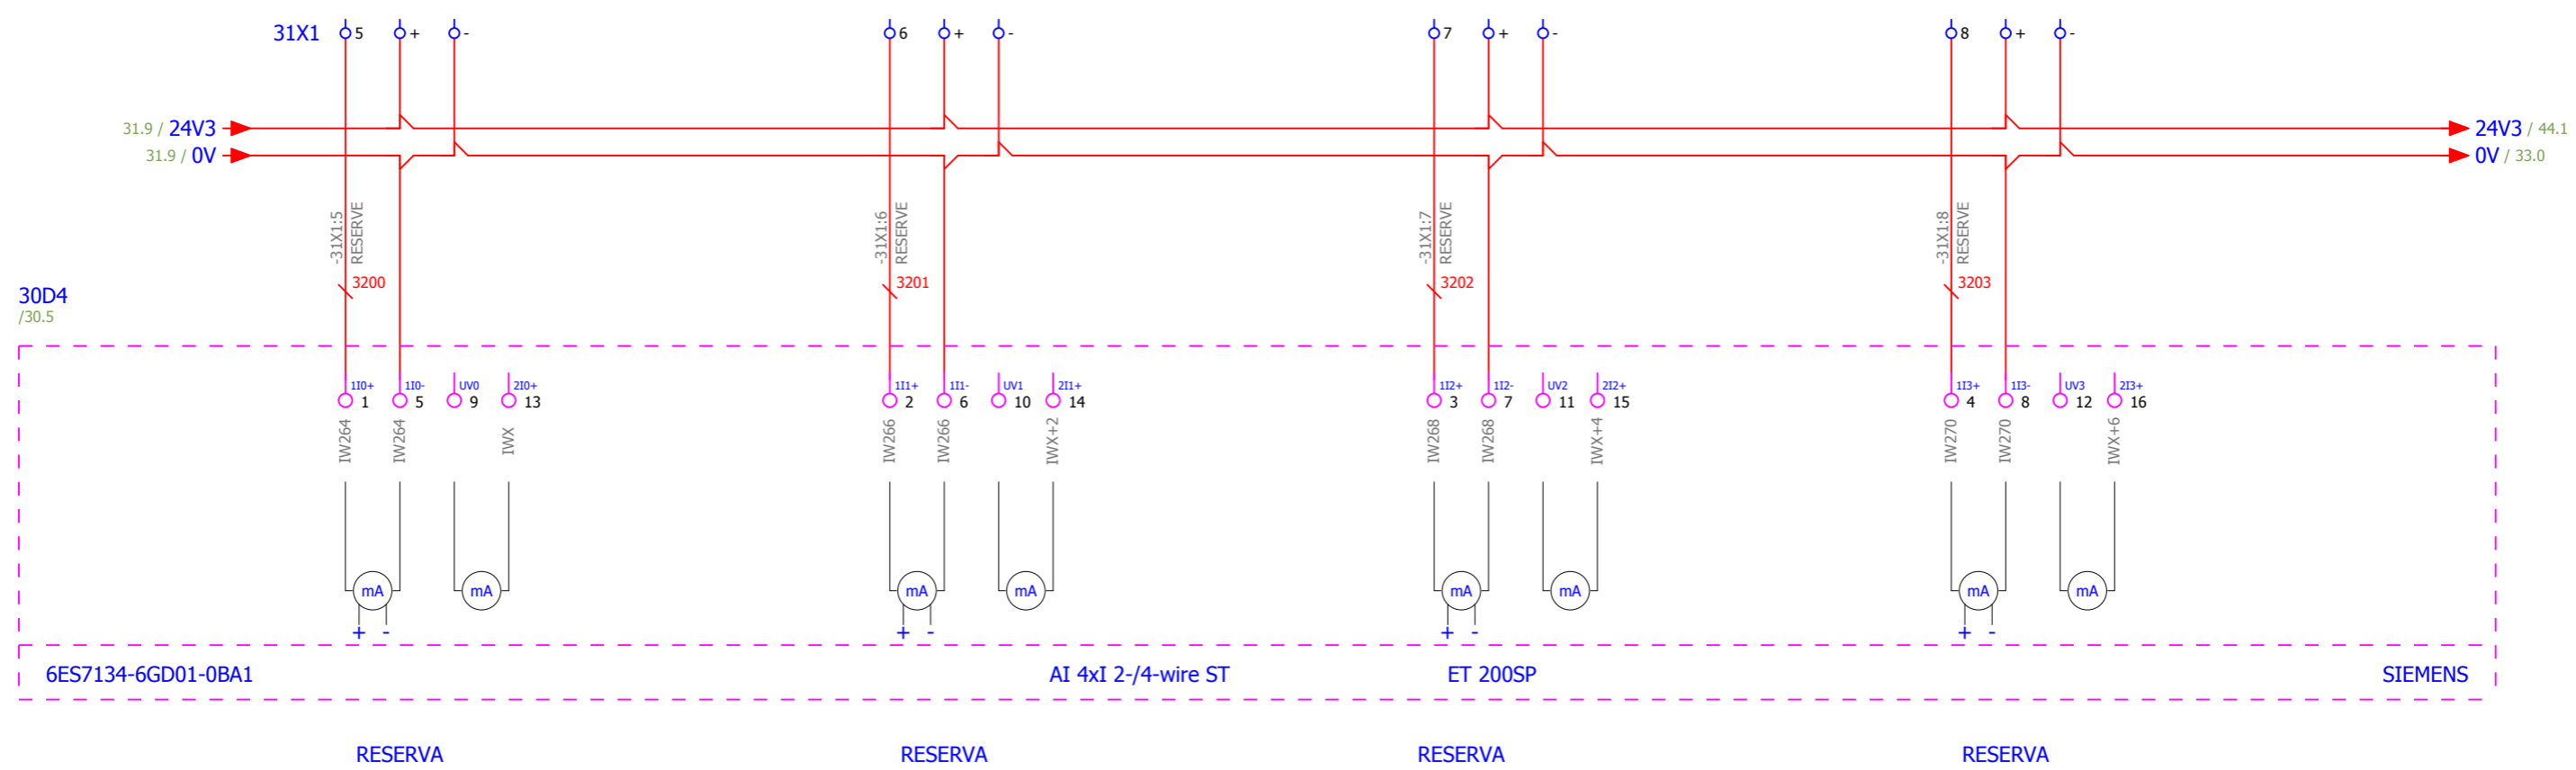 31X1 5 + - 6 + - 7 + - 8 + -
31.9 / 24V3 24V3 / 44.1
31.9 / 0V 0V / 33.0
-31X1:5 RESERVE -31X1:6 RESERVE -31X1:7 RESERVE -31X1:8 RESERVE
3200 3201 3202 3203
30D4
/30.5
1I0+ 1I0- UV0 2I0+ 1I1+ 1I1- UV1 2I1+ 1I2+ 1I2- UV2 2I2+ 1I3+ 1I3- UV3 2I3+
1 5 9 13 2 6 10 14 3 7 11 15 4 8 12 16
IW264 IW264 IWX IW266 IW266 IWX+2 IW268 IW268 IWX+4 IW270 IW270 IWX+6
mA mA mA mA mA mA mA mA
+ - + - + - + -
6ES7134-6GD01-0BA1 AI 4xI 2-/4-wire ST ET 200SP SIEMENS
RESERVA RESERVA RESERVA RESERVA